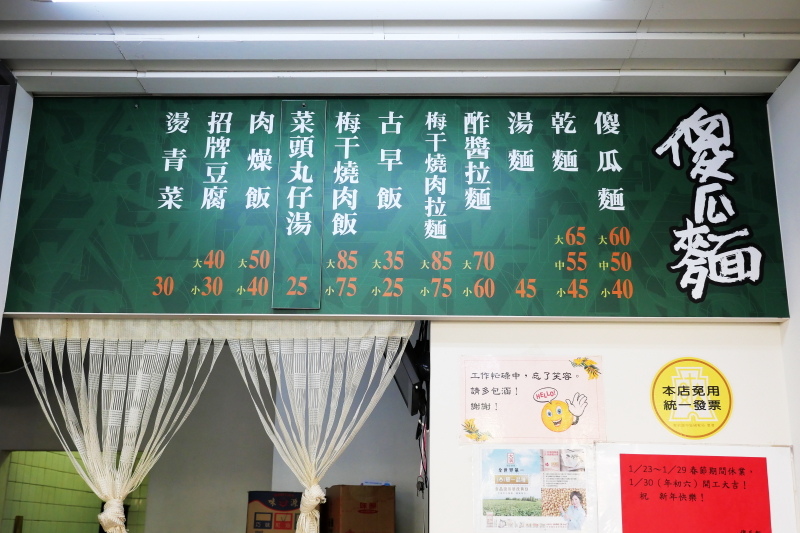 傻瓜麵
傻瓜麵 大60 中50 小40
乾麵 大65 中55 小45
湯麵 45
酢醬拉麵 大70 小60
梅干燒肉拉麵 大85 小75
古早飯 大35 小25
梅干燒肉飯 大85 小75
菜頭丸仔湯 25
肉燥飯 大50 小40
招牌豆腐 大40 小30
燙青菜 30
工作忙碌中，忘了笑容。
請多包涵！
謝謝！
HELLO!
本店免用
統一發票
1/23~1/29 春節期間休業，
1/30（年初六）開工大吉！
祝 新年快樂！